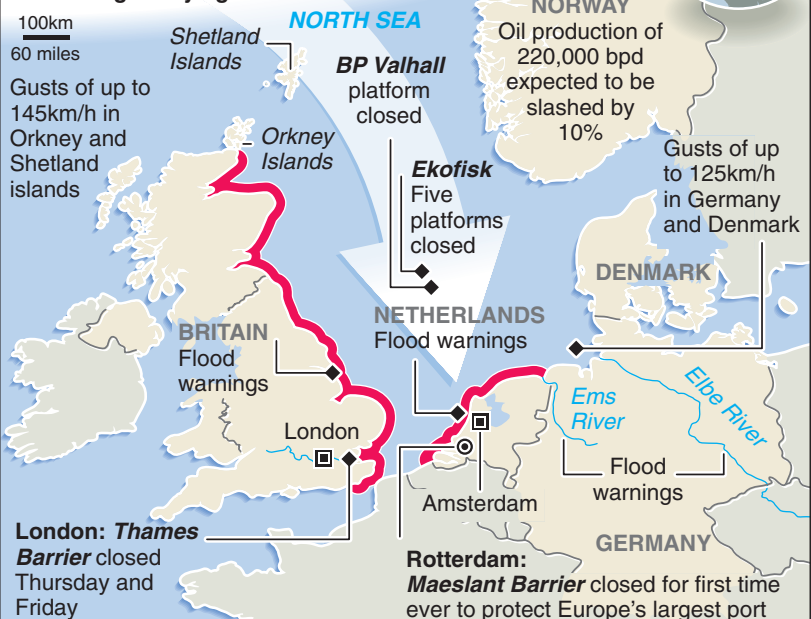 NORTH SEA
NORWAY
Oil production of
220,000 bpd
expected to be
slashed by
10%
100km
60 miles
Shetland
Islands
BP Valhall
platform
closed
Gusts of up to
145km/h in
Orkney and
Shetland
islands
Orkney
Islands
Ekofisk
Five
platforms
closed
Gusts of up
to 125km/h
in Germany
and Denmark
DENMARK
NETHERLANDS
Flood warnings
BRITAIN
Flood
warnings
Ems
River
Elbe River
London
Flood
warnings
Amsterdam
GERMANY
London: Thames
Barrier closed
Thursday and
Friday
Rotterdam:
Maeslant Barrier closed for first time
ever to protect Europe's largest port